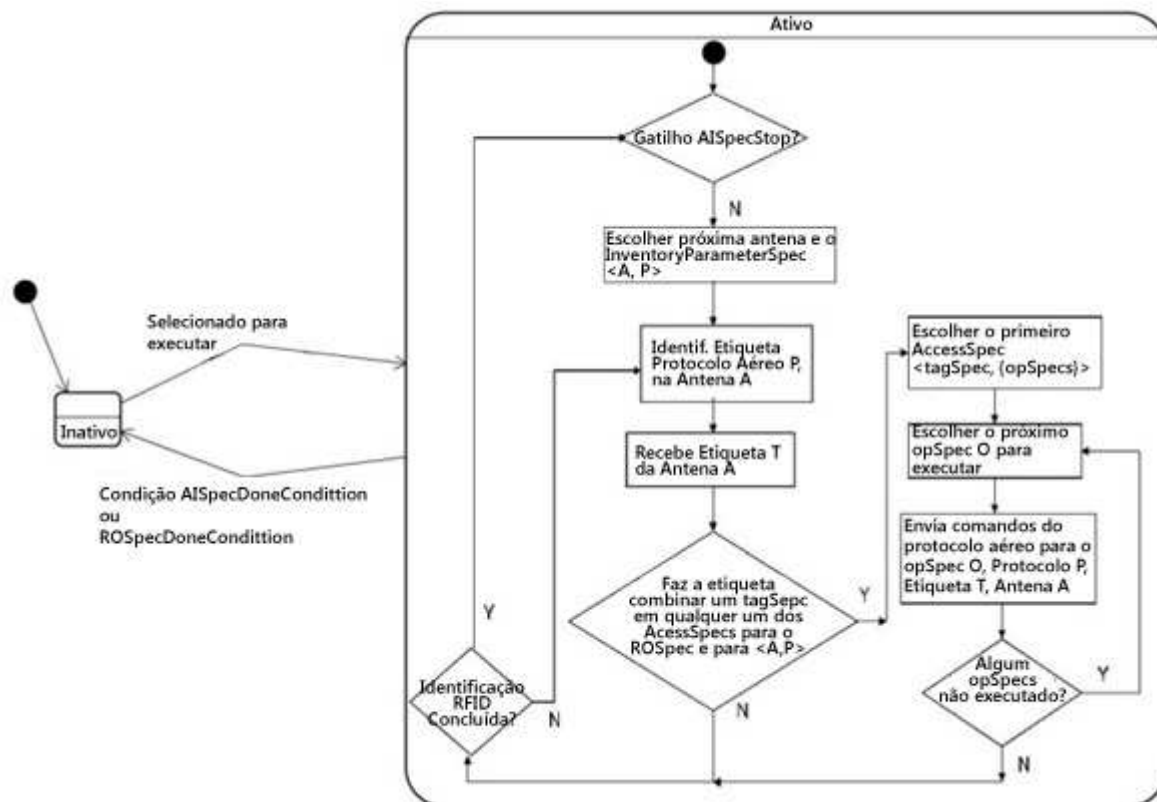 Ativo
Gatilho AISpecStop?
N
Escolher próxima antena e o
InventoryParameterSpec
<A, P>
Selecionado para
executar
Inativo
Condição AISpecDoneCondittion
ou
ROSpecDoneCondittion
Identif. Etiqueta
Protocolo Aéreo P,
na Antena A
Recebe Etiqueta T
da Antena A
Faz a etiqueta
combinar um tagSepc
em qualquer um dos
AcessSpecs para o
ROSpec e para <A,P>
Y
N
Y
Identificação
RFID
Concluída?
N
Escolher o primeiro
AccessSpec
<tagSpec, (opSpecs)>
Escolher o próximo
opSpec O para
executar
Envia comandos do
protocolo aéreo para o
opSpec O, Protocolo P,
Etiqueta T, Antena A
Algum
opSpecs
não executado?
Y
N